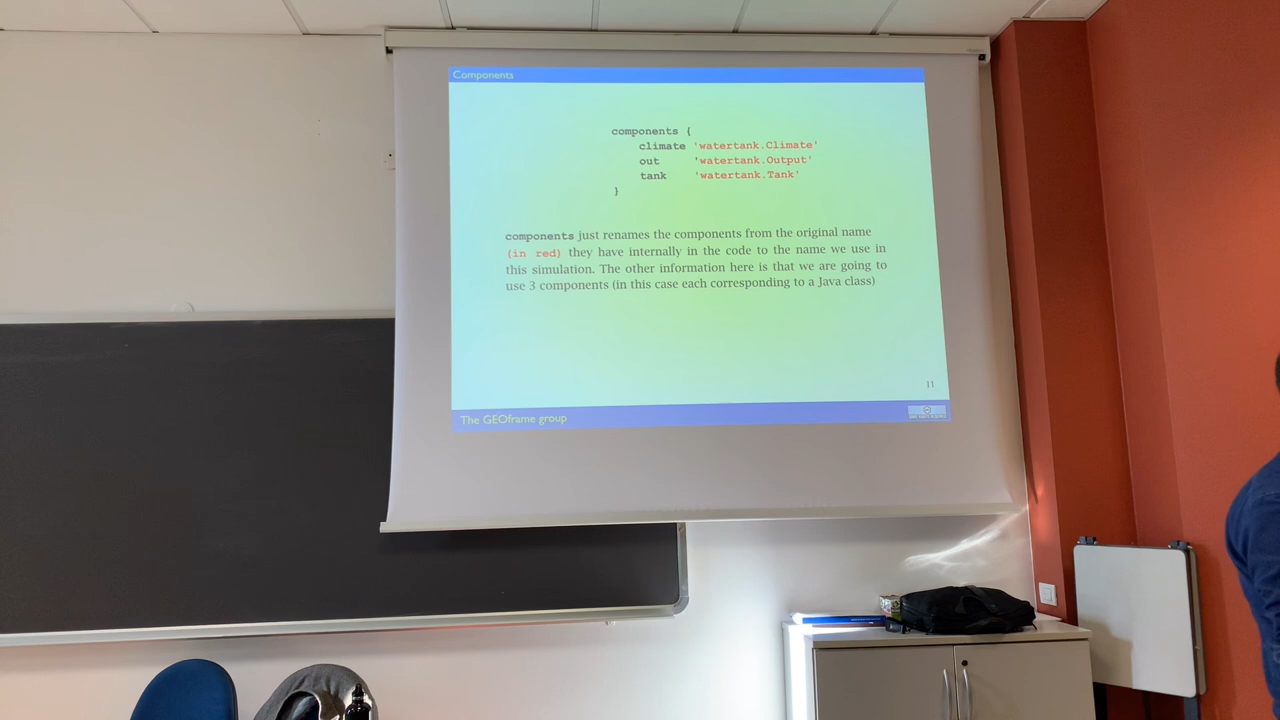 Components
components {
climate 'watertank.Climate'
out 'watertank.Output'
tank 'watertank.Tank'
}
components just renames the components from the original name
(in red) they have internally in the code to the name we use in
this simulation. The other information here is that we are going to
use 3 components (in this case each corresponding to a Java class)
11
The GEOframe group